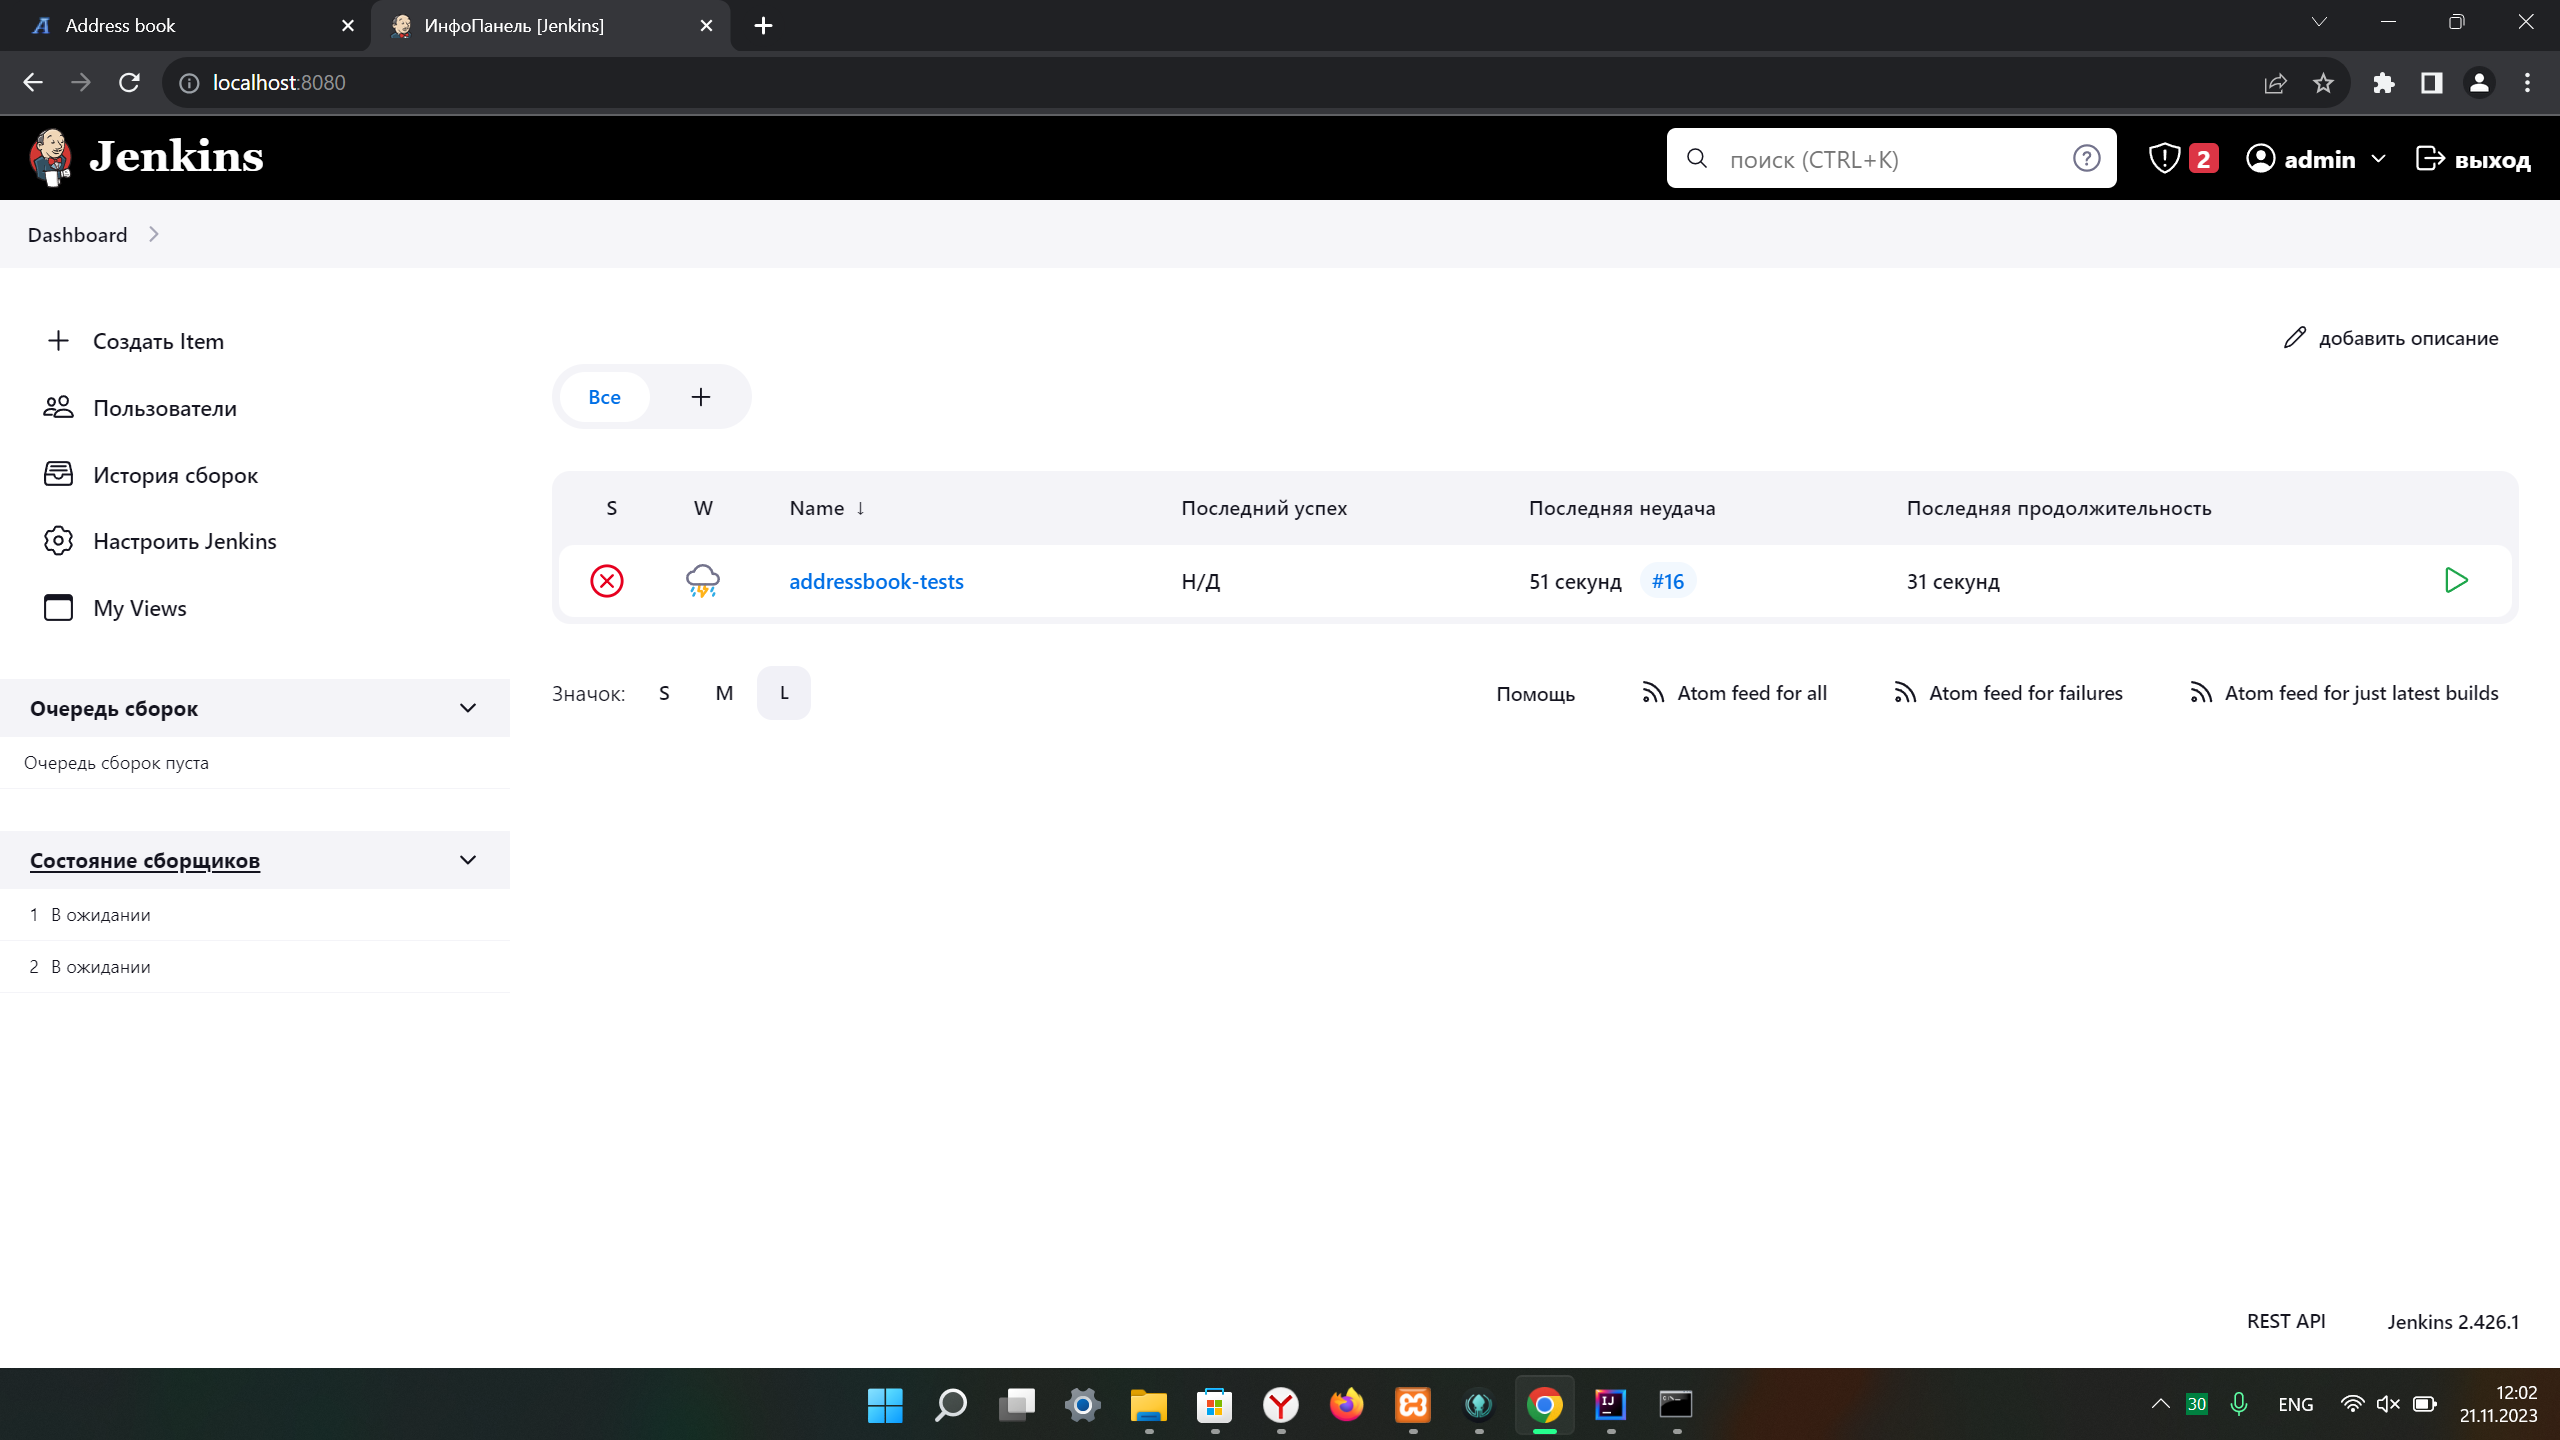 Address book
ИнфоПанель [Jenkins]
localhost:8080
Jenkins
поиск (CTRL+K)
2
admin
выход
Dashboard
Создать Item
Пользователи
История сборок
Настроить Jenkins
My Views
Очередь сборок
Очередь сборок пуста
Состояние сборщиков
1 В ожидании
2 В ожидании
добавить описание
Все
S W Name ↓ Последний успех Последняя неудача Последняя продолжительность
addressbook-tests Н/Д 51 секунд #16 31 секунд
Значок: S M L
Помощь Atom feed for all Atom feed for failures Atom feed for just latest builds
REST API Jenkins 2.426.1
30 ENG 12:02
21.11.2023